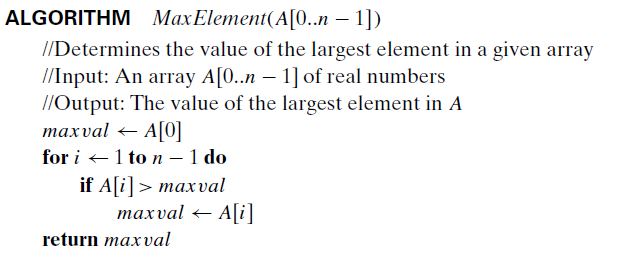 ALGORITHM MaxElement(A[0..n – 1])
//Determines the value of the largest element in a given array
//Input: An array A[0..n – 1] of real numbers
//Output: The value of the largest element in A
maxval ← A[0]
for i ← 1 to n – 1 do
if A[i] > maxval
maxval ← A[i]
return maxval